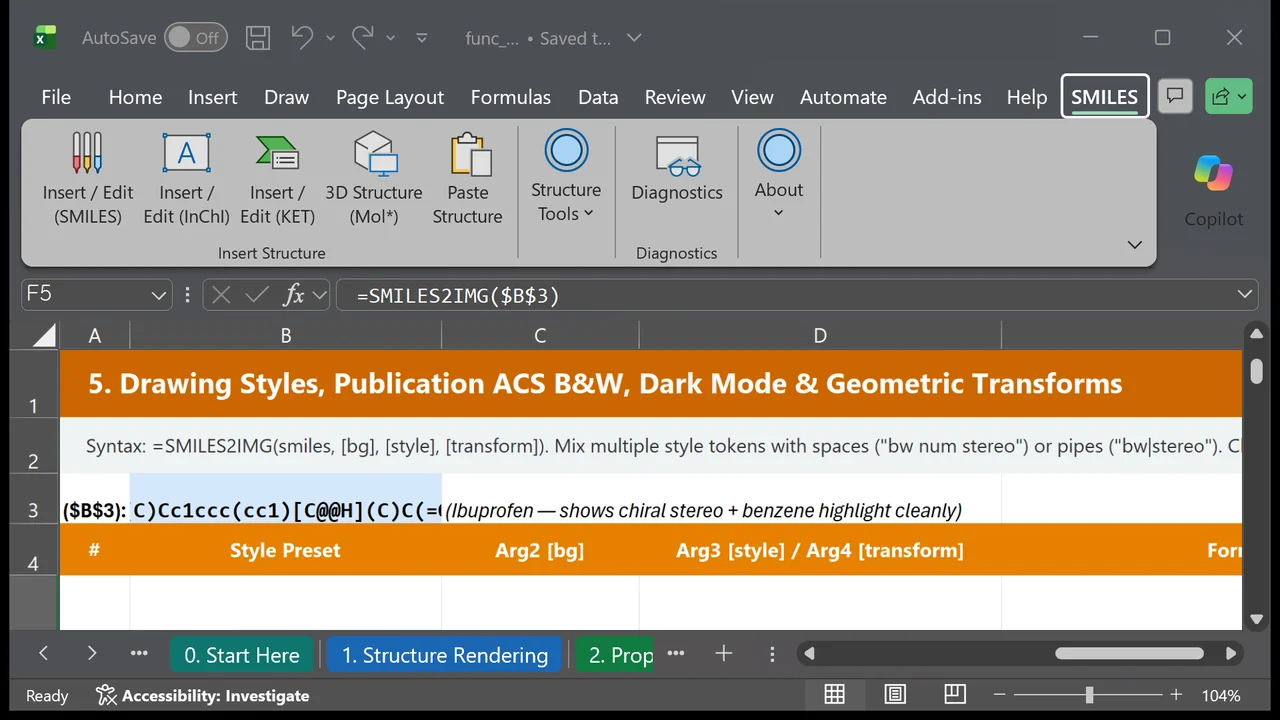 AutoSave Off func_... • Saved t...
File Home Insert Draw Page Layout Formulas Data Review View Automate Add-ins Help SMILES
Insert / Edit (SMILES)
Insert / Edit (InChI)
Insert / Edit (KET)
3D Structure (Mol*)
Paste Structure
Insert Structure
Structure Tools
Diagnostics
Diagnostics
About
Copilot
F5 fx =SMILES2IMG($B$3)
A B C D
1 5. Drawing Styles, Publication ACS B&W, Dark Mode & Geometric Transforms
2 Syntax: =SMILES2IMG(smiles, [bg], [style], [transform]). Mix multiple style tokens with spaces ("bw num stereo") or pipes ("bw|stereo").
3 ($B$3): C)Cc1ccc(cc1)[C@@H](C)C(= (Ibuprofen — shows chiral stereo + benzene highlight cleanly)
4 # Style Preset Arg2 [bg] Arg3 [style] / Arg4 [transform]
0. Start Here 1. Structure Rendering 2. Prop
Ready Accessibility: Investigate 104%